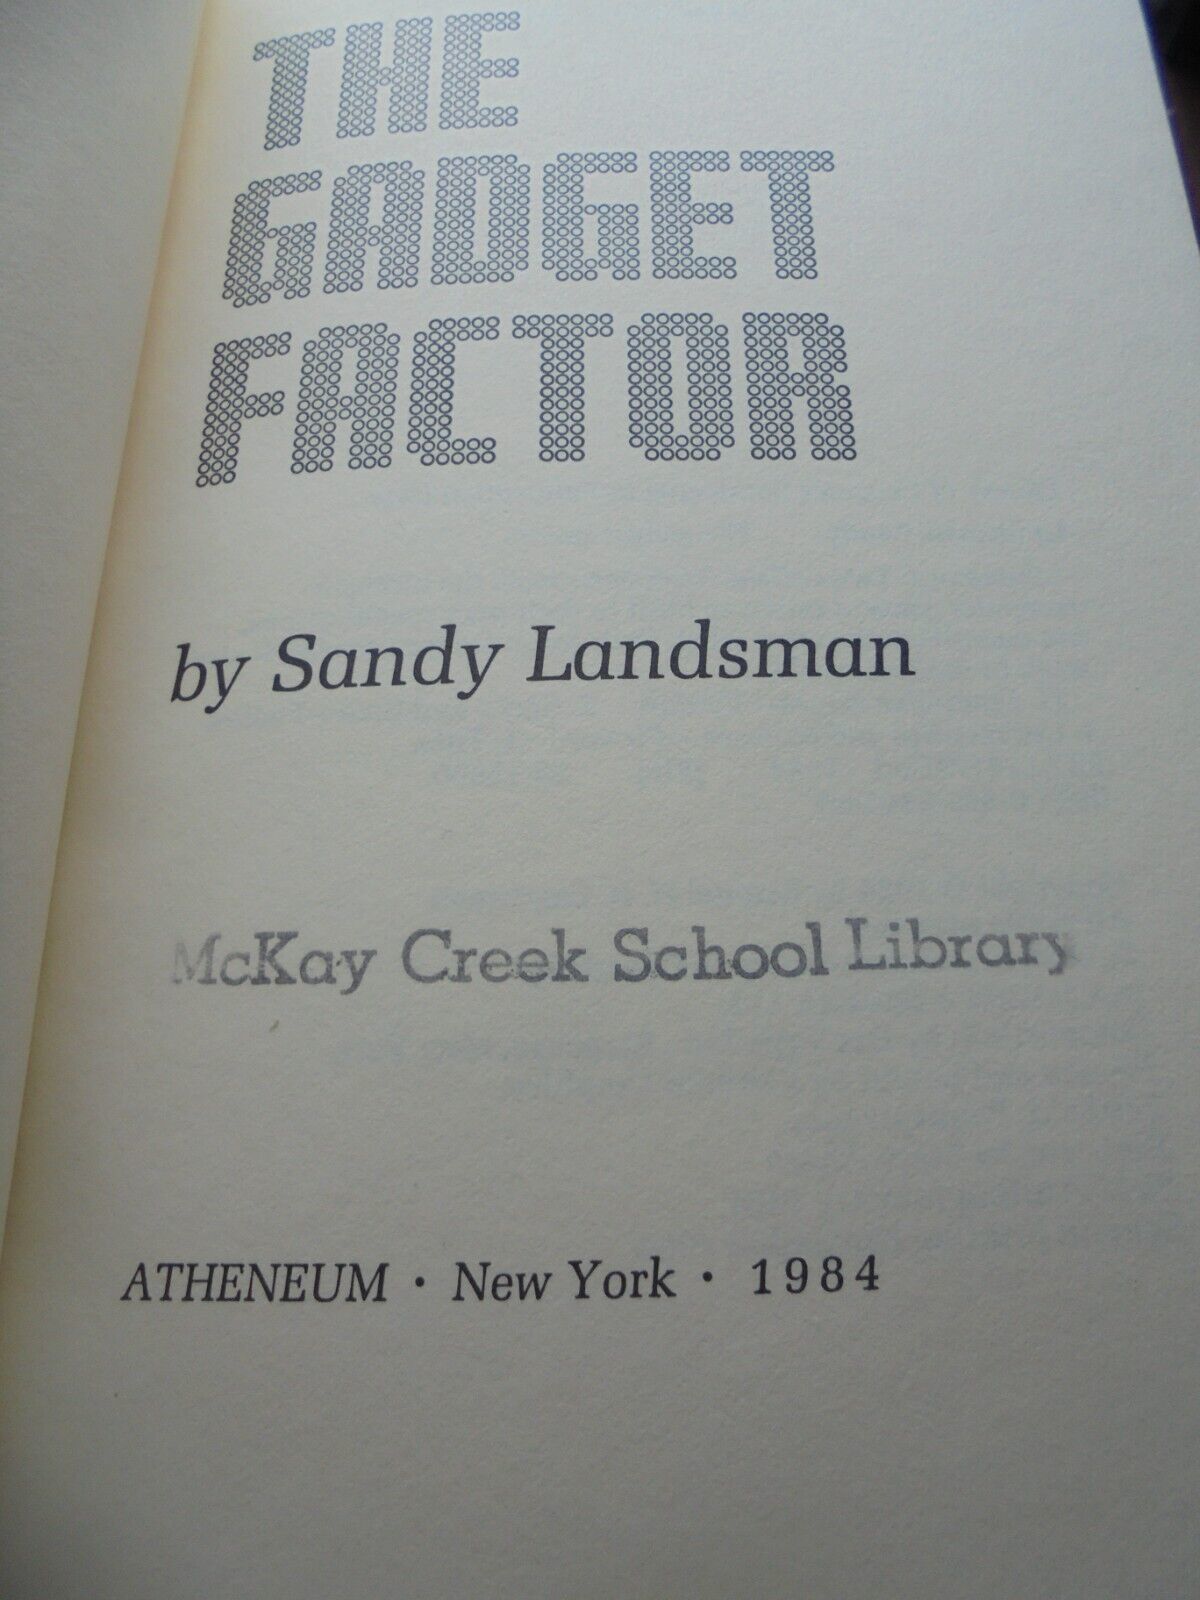 THE
GADGET
FACTOR
by Sandy Landsman
McKay Creek School Library
ATHENEUM · New York · 1984